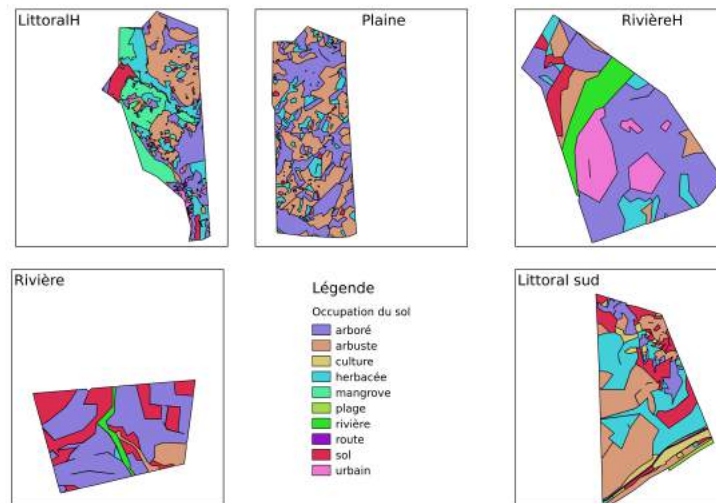 LittoralH
Plaine
RivièreH
Rivière
Littoral sud
Légende
Occupation du sol
arboré
arbuste
culture
herbacée
mangrove
plage
rivière
route
sol
urbain